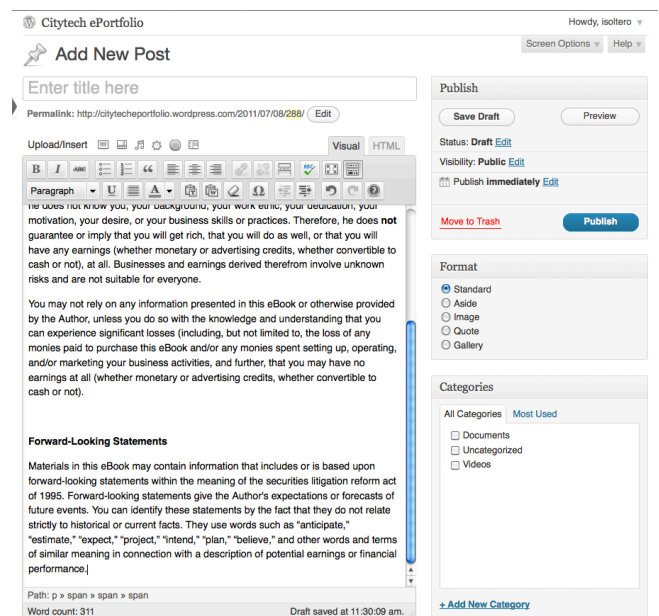 Citytech ePortfolio
Howdy, isoltero
Screen Options
Help
Add New Post
Enter title here
Permalink: http://citytecheportfolio.wordpress.com/2011/07/08/288/ Edit
Upload/Insert
Visual HTML
B I ABC
Paragraph U A Ω
he does not know you, your background, your work ethic, your dedication, your
motivation, your desire, or your business skills or practices. Therefore, he does not
guarantee or imply that you will get rich, that you will do as well, or that you will
have any earnings (whether monetary or advertising credits, whether convertible to
cash or not), at all. Businesses and earnings derived therefrom involve unknown
risks and are not suitable for everyone.
You may not rely on any information presented in this eBook or otherwise provided
by the Author, unless you do so with the knowledge and understanding that you
can experience significant losses (including, but not limited to, the loss of any
monies paid to purchase this eBook and/or any monies spent setting up, operating,
and/or marketing your business activities, and further, that you may have no
earnings at all (whether monetary or advertising credits, whether convertible to
cash or not).
Forward-Looking Statements
Materials in this eBook may contain information that includes or is based upon
forward-looking statements within the meaning of the securities litigation reform act
of 1995. Forward-looking statements give the Author's expectations or forecasts of
future events. You can identify these statements by the fact that they do not relate
strictly to historical or current facts. They use words such as “anticipate,”
“estimate,” “expect,” “project,” “intend,” “plan,” “believe,” and other words and terms
of similar meaning in connection with a description of potential earnings or financial
performance.
Path: p » span » span » span
Word count: 311
Draft saved at 11:30:09 am.
Publish
Save Draft
Preview
Status: Draft Edit
Visibility: Public Edit
Publish immediately Edit
Move to Trash
Publish
Format
Standard
Aside
Image
Quote
Gallery
Categories
All Categories
Most Used
Documents
Uncategorized
Videos
+ Add New Category